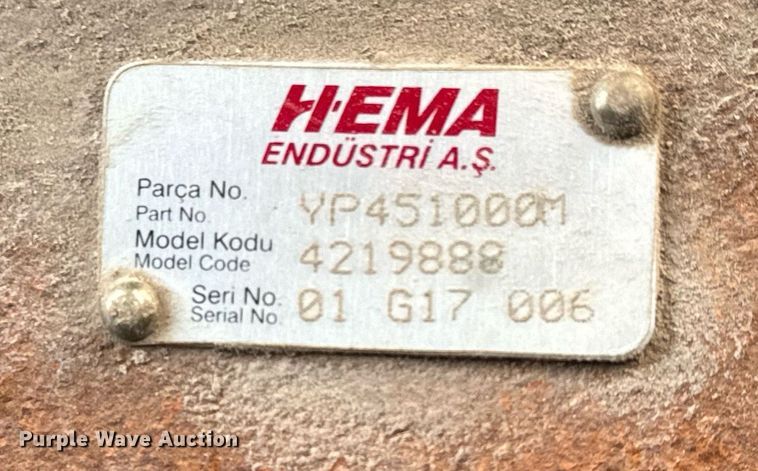 HEMA
ENDÜSTRİ A.Ş.
Parça No.
Part No. YP451000M
Model Kodu
Model Code 4219888
Seri No.
Serial No. 01 G17 006
Purple Wave Auction